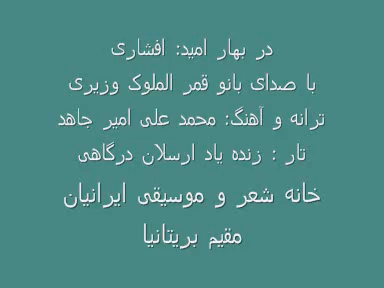 در بهار امید: افشاری
با صدای بانو قمر الملوک وزیری
ترانه و آهنگ: محمد علی امیر جاهد
تار : زنده یاد ارسلان درگاهی
خانه شعر و موسیقی ایرانیان
مقیم بریتانیا